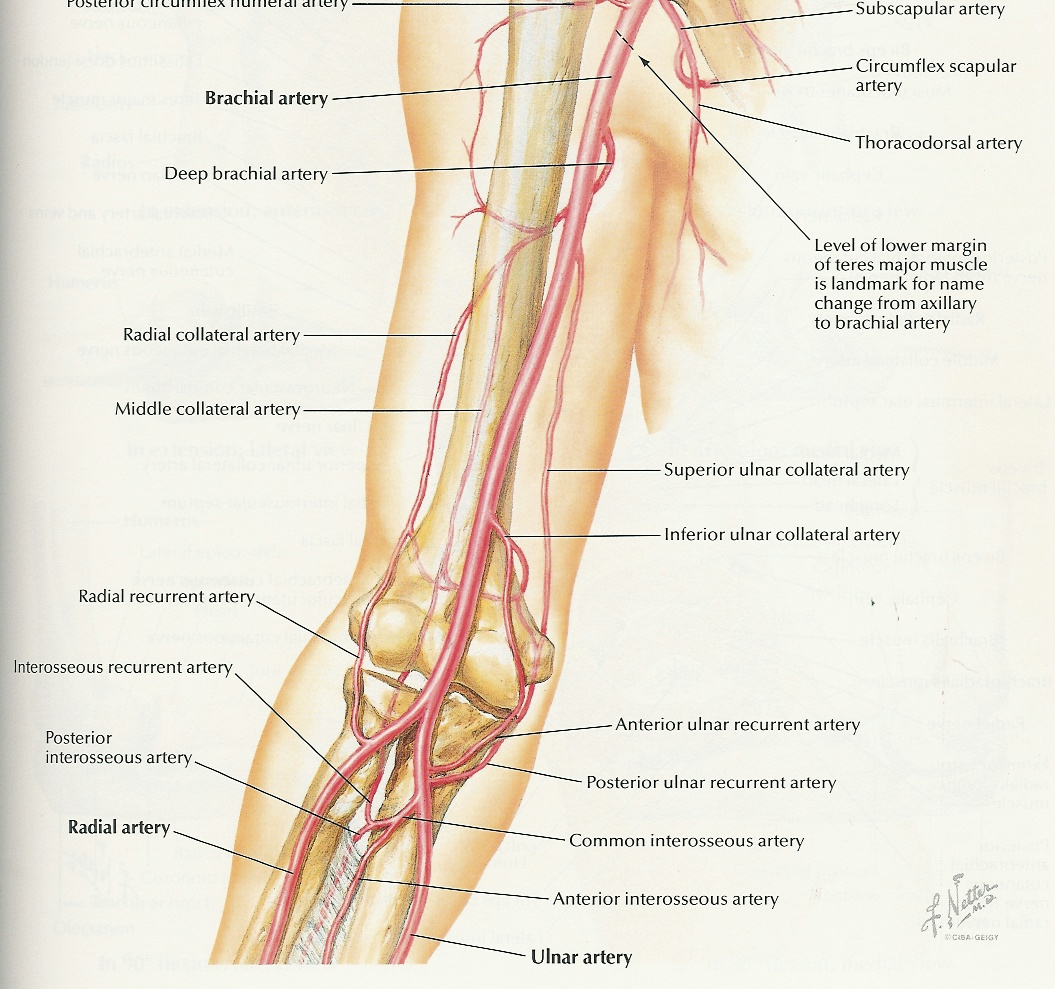 Posterior circumflex humeral artery
Subscapular artery
Circumflex scapular
artery
Brachial artery
Thoracodorsal artery
Deep brachial artery
Level of lower margin
of teres major muscle
is landmark for name
change from axillary
to brachial artery
Radial collateral artery
Middle collateral artery
Superior ulnar collateral artery
Inferior ulnar collateral artery
Radial recurrent artery
Interosseous recurrent artery
Anterior ulnar recurrent artery
Posterior
interosseous artery
Posterior ulnar recurrent artery
Radial artery
Common interosseous artery
Anterior interosseous artery
Ulnar artery
F. Netter
M.D.
©CIBA-GEIGY